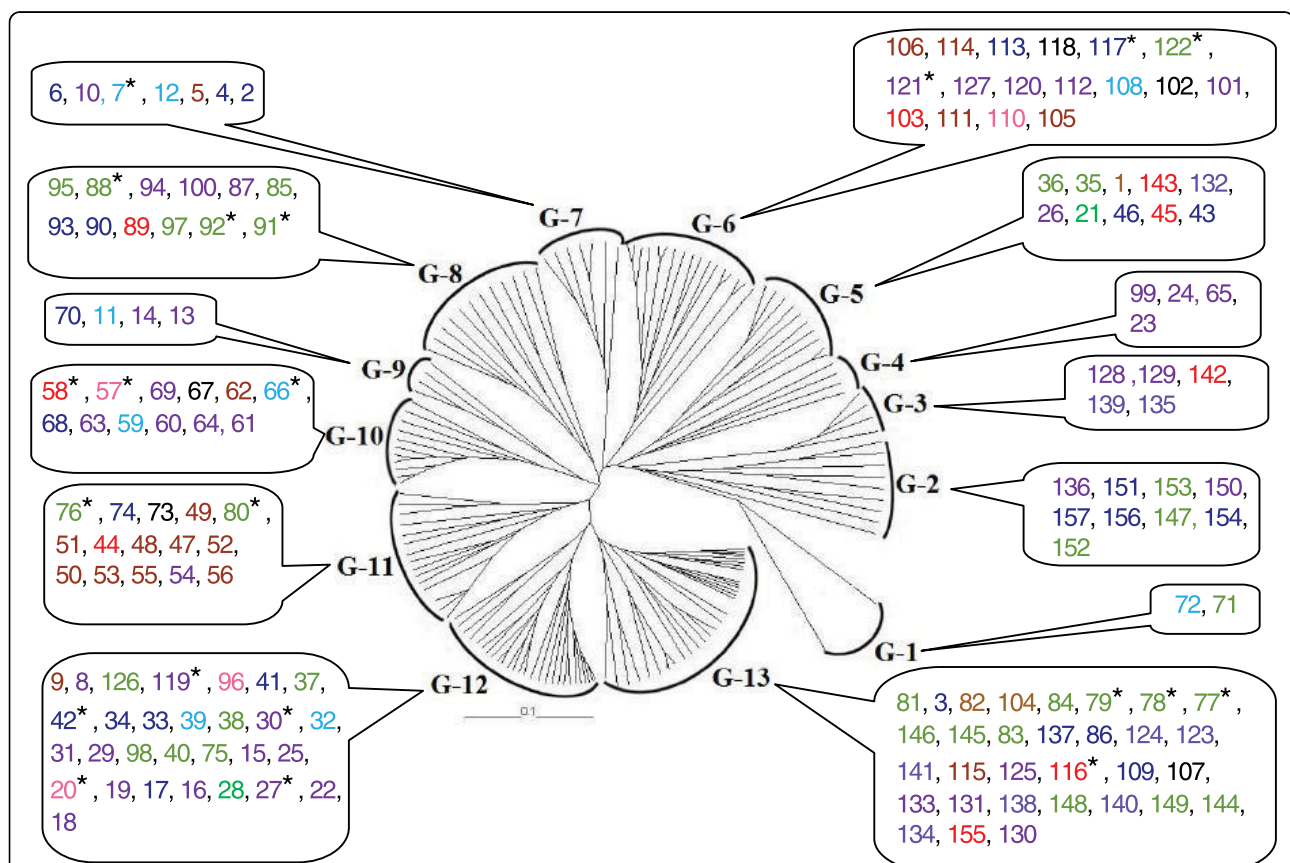 6, 10, 7* , 12, 5, 4, 2
106, 114, 113, 118, 117* , 122* ,
121* , 127, 120, 112, 108, 102, 101,
103, 111, 110, 105
95, 88* , 94, 100, 87, 85,
93, 90, 89, 97, 92* , 91*
36, 35, 1, 143, 132,
26, 21, 46, 45, 43
70, 11, 14, 13
99, 24, 65,
23
58* , 57* , 69, 67, 62, 66* ,
68, 63, 59, 60, 64, 61
128 ,129, 142,
139, 135
76* , 74, 73, 49, 80* ,
51, 44, 48, 47, 52,
50, 53, 55, 54, 56
136, 151, 153, 150,
157, 156, 147, 154,
152
72, 71
9, 8, 126, 119* , 96, 41, 37,
42* , 34, 33, 39, 38, 30* , 32,
31, 29, 98, 40, 75, 15, 25,
20* , 19, 17, 16, 28, 27* , 22,
18
81, 3, 82, 104, 84, 79* , 78* , 77* ,
146, 145, 83, 137, 86, 124, 123,
141, 115, 125, 116* , 109, 107,
133, 131, 138, 148, 140, 149, 144,
134, 155, 130
G-7
G-6
G-8
G-5
G-9
G-4
G-3
G-10
G-2
G-11
G-1
G-12
G-13
0.1